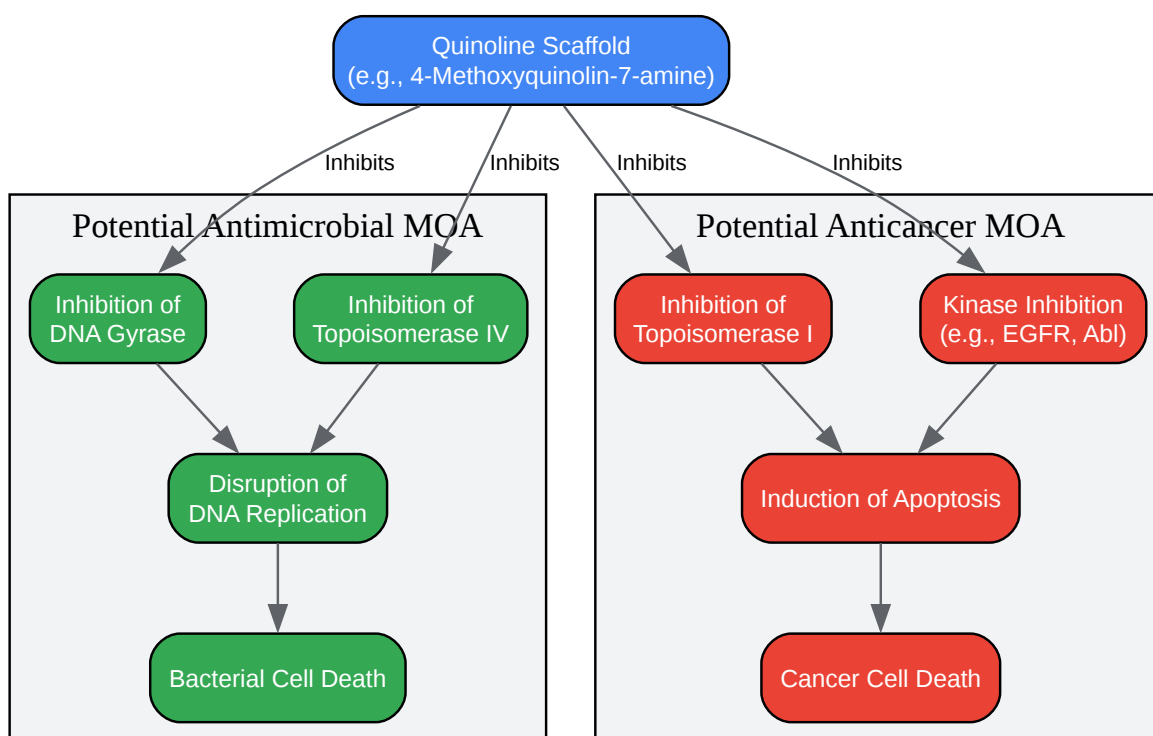 Quinoline Scaffold
(e.g., 4-Methoxyquinolin-7-amine)
Inhibits
Inhibits
Inhibits
Inhibits
Potential Antimicrobial MOA
Inhibition of
DNA Gyrase
Inhibition of
Topoisomerase IV
Disruption of
DNA Replication
Bacterial Cell Death
Potential Anticancer MOA
Inhibition of
Topoisomerase I
Kinase Inhibition
(e.g., EGFR, Abl)
Induction of Apoptosis
Cancer Cell Death